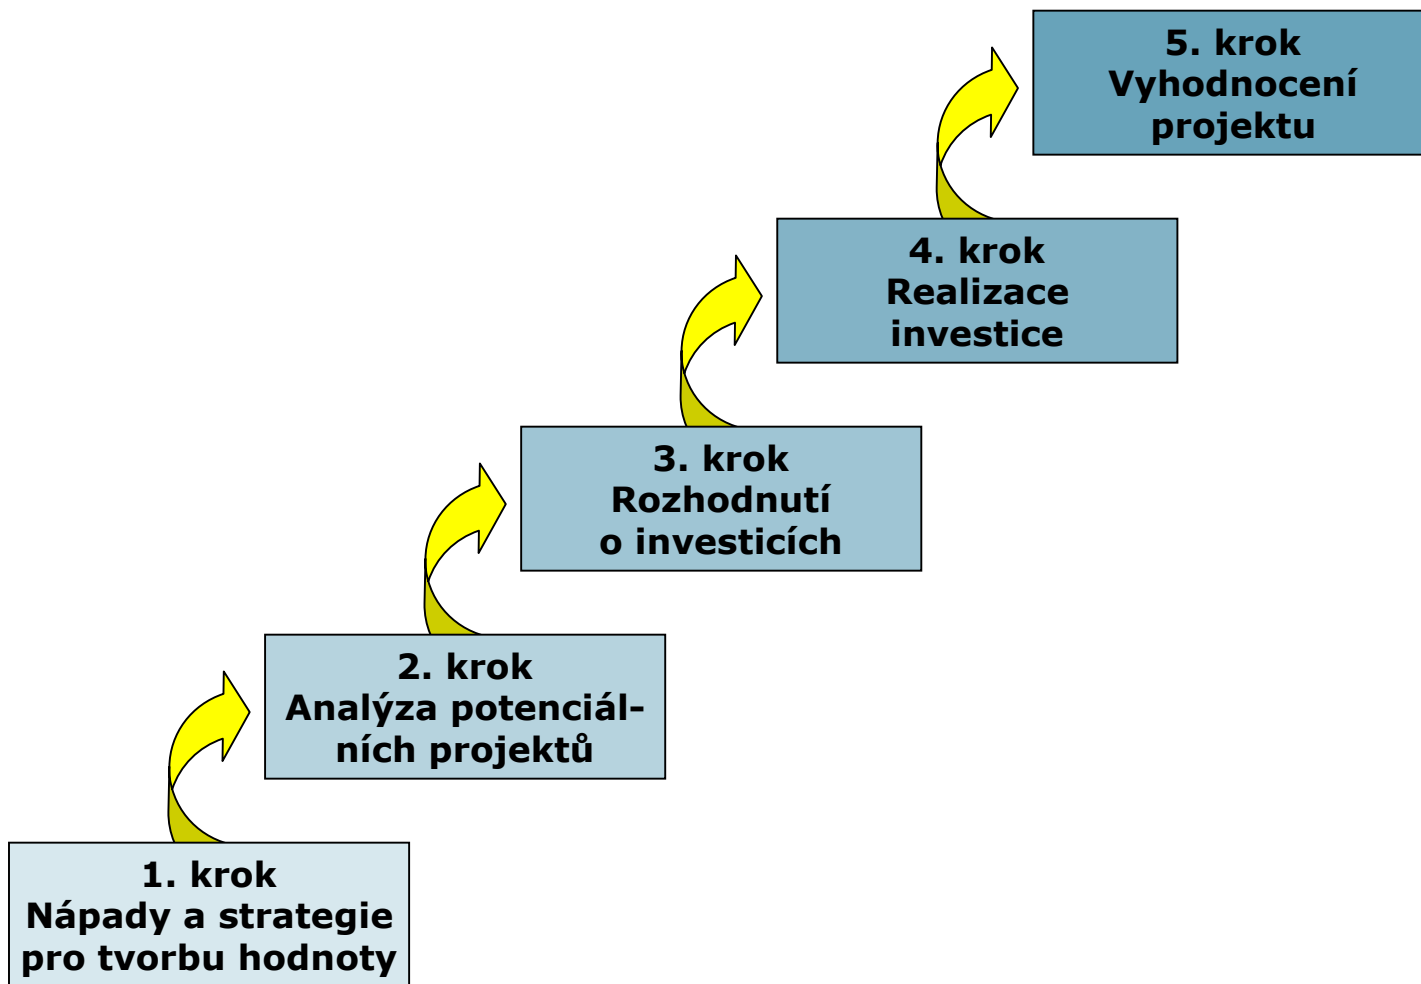 5. krok
Vyhodnocení
projektu
4. krok
Realizace
investice
3. krok
Rozhodnutí
o investicích
2. krok
Analýza potenciál-
ních projektů
1. krok
Nápady a strategie
pro tvorbu hodnoty